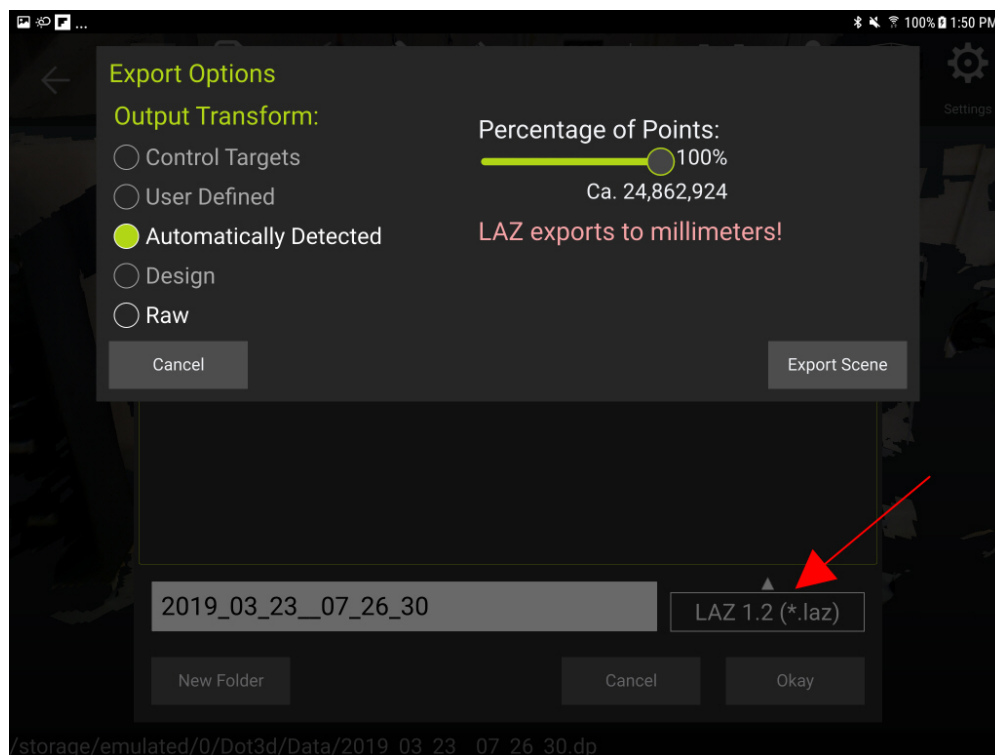 ... 100% 1:50 PM
Settings
Export Options
Output Transform:
Control Targets
User Defined
Automatically Detected
Design
Raw
Percentage of Points:
100%
Ca. 24,862,924
LAZ exports to millimeters!
Cancel
Export Scene
2019_03_23__07_26_30
LAZ 1.2 (*.laz)
New Folder
Cancel
Okay
/storage/emulated/0/Dot3d/Data/2019_03_23__07_26_30.dp